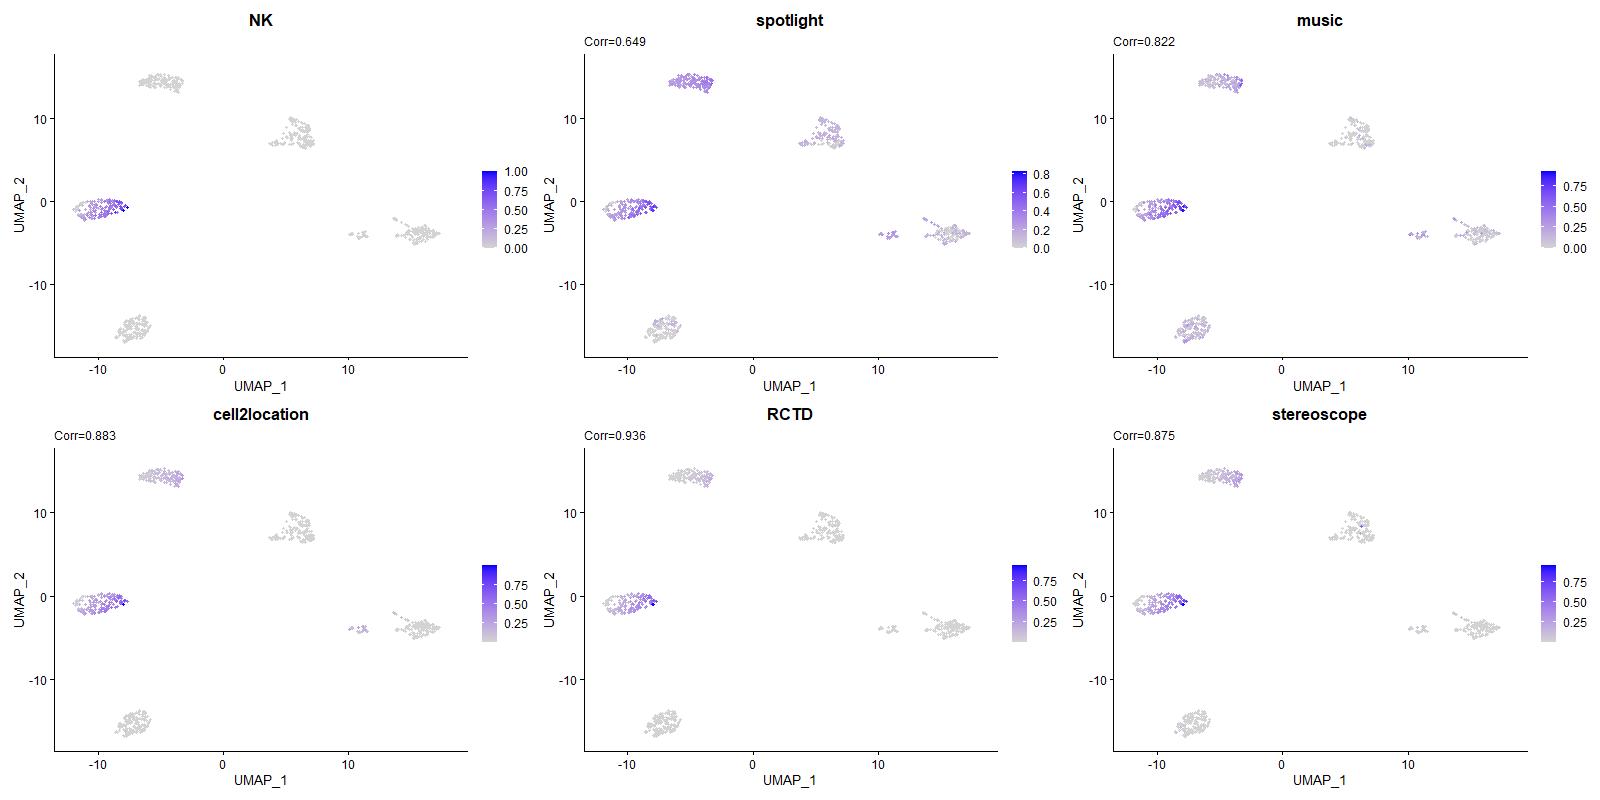 NK
10
0
-10
-10
0
10
UMAP_1
UMAP_2
1.00
0.75
0.50
0.25
0.00
spotlight
Corr=0.649
10
0
-10
-10
0
10
UMAP_1
UMAP_2
0.8
0.6
0.4
0.2
0.0
music
Corr=0.822
10
0
-10
-10
0
10
UMAP_1
UMAP_2
0.75
0.50
0.25
0.00
cell2location
Corr=0.883
10
0
-10
-10
0
10
UMAP_1
UMAP_2
0.75
0.50
0.25
RCTD
Corr=0.936
10
0
-10
-10
0
10
UMAP_1
UMAP_2
0.75
0.50
0.25
stereoscope
Corr=0.875
10
0
-10
-10
0
10
UMAP_1
UMAP_2
0.75
0.50
0.25